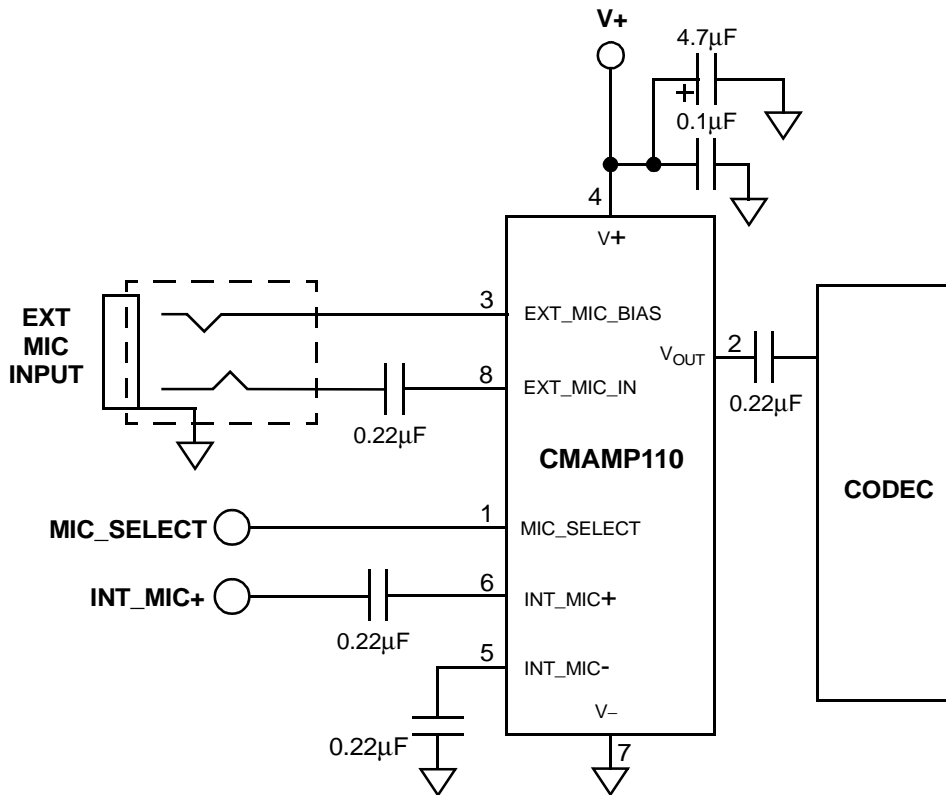 V+
4.7μF
+
0.1μF
4
V+
EXT
MIC
INPUT
3
EXT_MIC_BIAS
VOUT
2
8
EXT_MIC_IN
0.22μF
0.22μF
CMAMP110
CODEC
MIC_SELECT
1
MIC_SELECT
INT_MIC+
6
INT_MIC+
0.22μF
5
INT_MIC-
0.22μF
V–
7